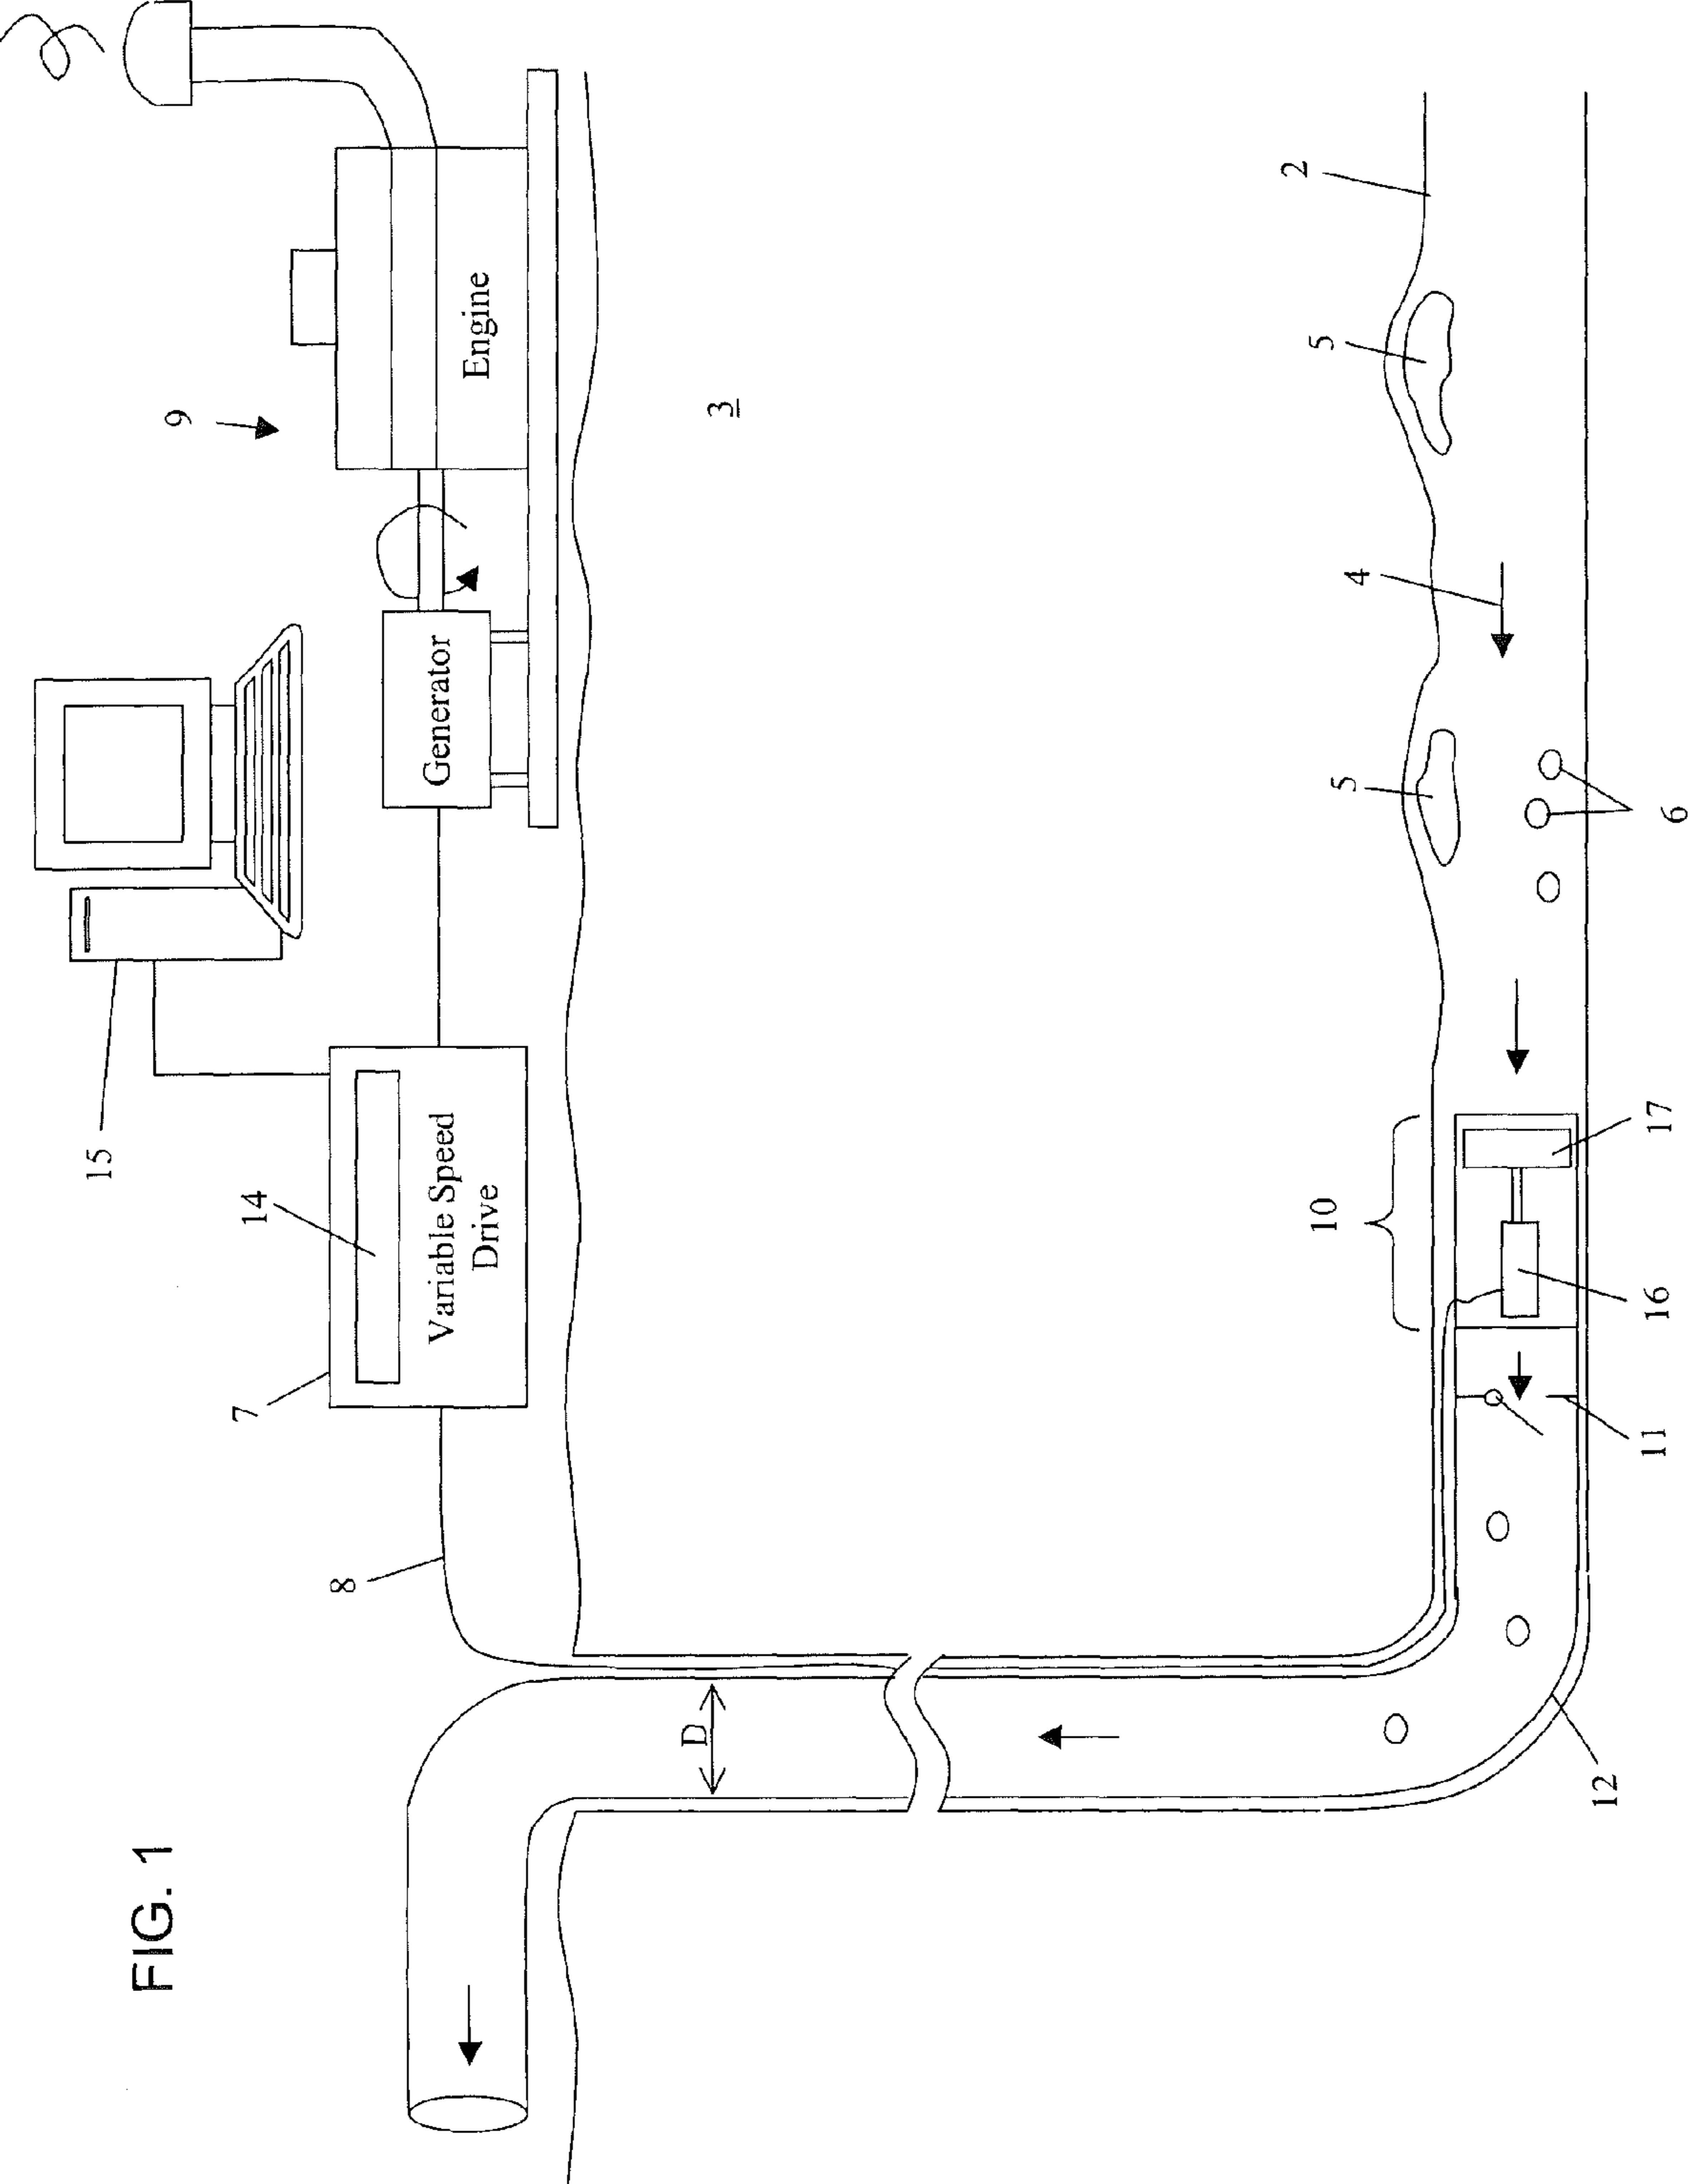 FIG. 1
15
9
14
7
Variable Speed
Drive
Generator
Engine
8
3
D
2
5
5
4
10
6
12
11
16
17